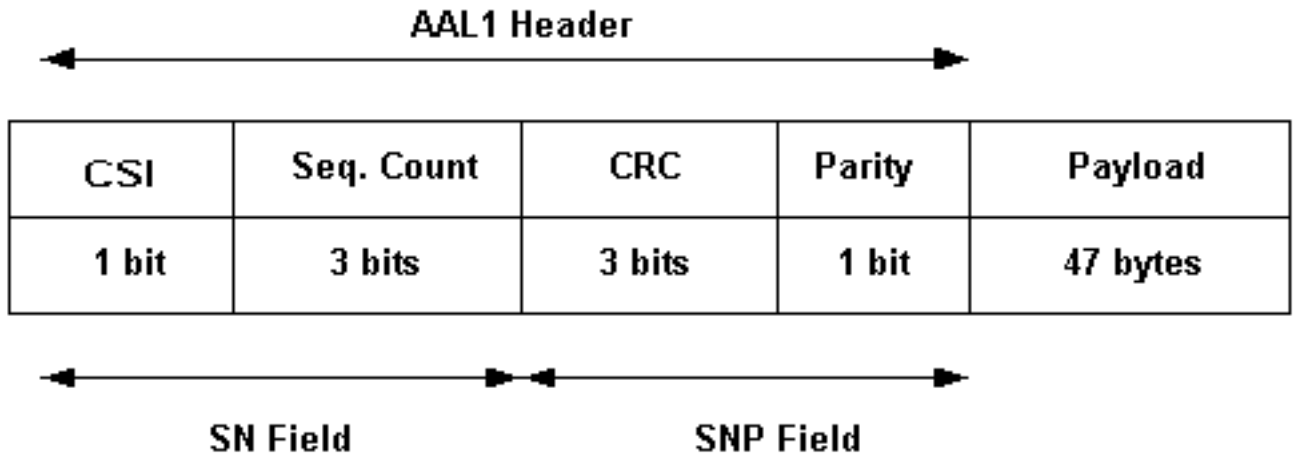 AAL1 Header
CSI Seq. Count CRC Parity Payload
1 bit 3 bits 3 bits 1 bit 47 bytes
SN Field SNP Field